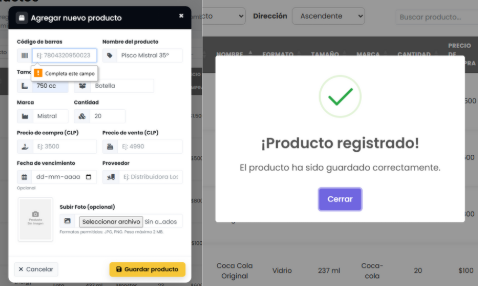 Agregar nuevo producto
×
Código de barras
Nombre del producto
Ej: 7804320950033
Pisco Mistral 35°
Completa este campo
750 cc
Botella
Marca
Cantidad
Mistral
20
Precio de compra (CLP)
Precio de venta (CLP)
Ej: 3500
Ej: 4990
Fecha de vencimiento
Proveedor
dd-mm-aaaa
Ej: Distribuidora Lo
Opcional
Subir Foto (opcional)
Seleccionar archivo
Sin c...ados
Formatos permitidos: JPG, PNG. Peso máximo 2 MB.
× Cancelar
Guardar producto
Dirección
Ascendente
Buscar producto...
NOMBRE
FORMATO
TAMAÑO
MARCA
CANTIDAD
PRECIO
DE
¡Producto registrado!
El producto ha sido guardado correctamente.
Cerrar
Coca Cola
Original
Vidrio
237 ml
Coca-
cola
20
$100